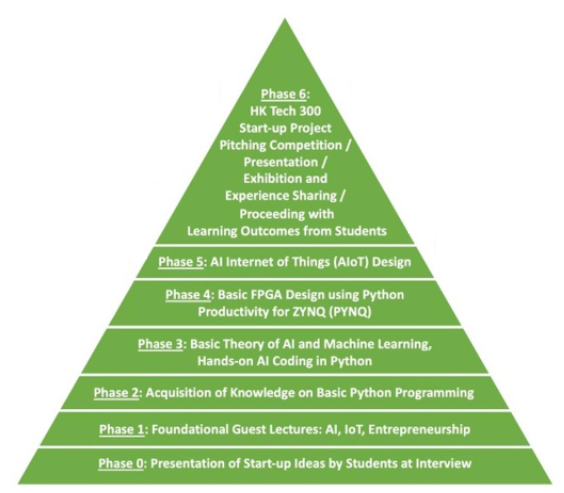 Phase 6:
HK Tech 300
Start-up Project
Pitching Competition /
Presentation /
Exhibition and
Experience Sharing /
Proceeding with
Learning Outcomes from Students
Phase 5: AI Internet of Things (AIoT) Design
Phase 4: Basic FPGA Design using Python
Productivity for ZYNQ (PYNQ)
Phase 3: Basic Theory of AI and Machine Learning,
Hands-on AI Coding in Python
Phase 2: Acquisition of Knowledge on Basic Python Programming
Phase 1: Foundational Guest Lectures: AI, IoT, Entrepreneurship
Phase 0: Presentation of Start-up Ideas by Students at Interview